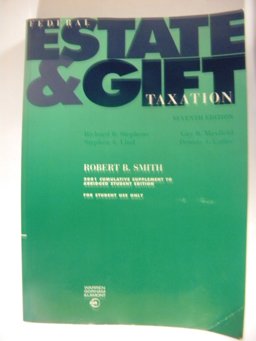 FEDERAL
ESTATE
& GIFT
TAXATION
SEVENTH EDITION
Richard B. Stephens
Guy B. Maxfield
Stephen A. Lind
Dennis A. Calfee
ROBERT B. SMITH
2001 CUMULATIVE SUPPLEMENT TO
ABRIDGED STUDENT EDITION
FOR STUDENT USE ONLY
WARREN
GORHAM
&LAMONT